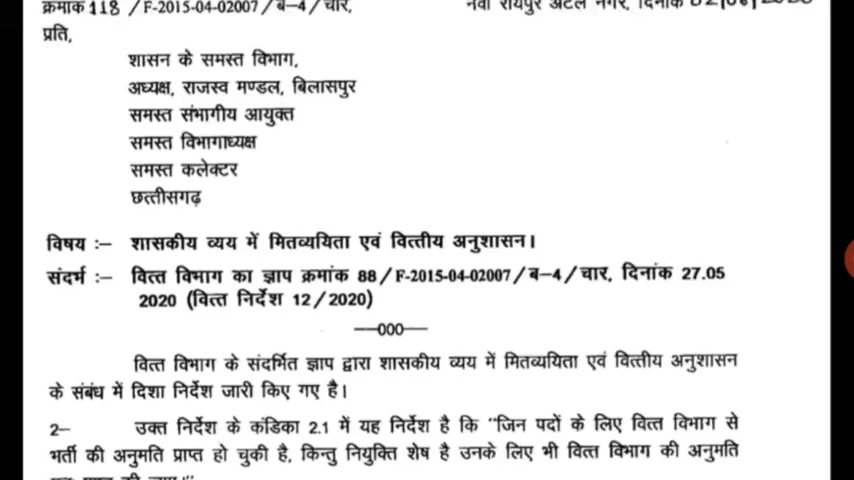 क्रमांक 118 /F-2015-04-02007/ब-4/चार, नवा रायपुर अटल नगर, दिनांक
प्रति,
शासन के समस्त विभाग,
अध्यक्ष, राजस्व मण्डल, बिलासपुर
समस्त संभागीय आयुक्त
समस्त विभागाध्यक्ष
समस्त कलेक्टर
छत्तीसगढ़
विषय :- शासकीय व्यय में मितव्ययिता एवं वित्तीय अनुशासन।
संदर्भ :- वित्त विभाग का ज्ञाप क्रमांक 88/F-2015-04-02007/ब-4/चार, दिनांक 27.05
2020 (वित्त निर्देश 12/2020)
—000—
वित्त विभाग के संदर्भित ज्ञाप द्वारा शासकीय व्यय में मितव्ययिता एवं वित्तीय अनुशासन
के संबंध में दिशा निर्देश जारी किए गए है।
2- उक्त निर्देश के कंडिका 2.1 में यह निर्देश है कि "जिन पदों के लिए वित्त विभाग से
भर्ती की अनुमति प्राप्त हो चुकी है, किन्तु नियुक्ति शेष है उनके लिए भी वित्त विभाग की अनुमति